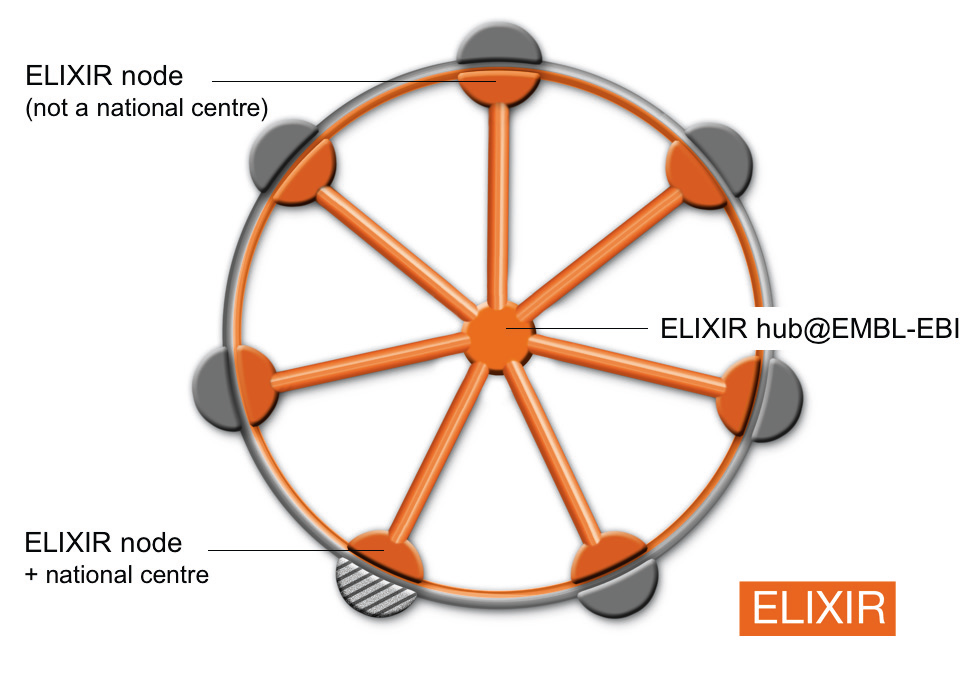 ELIXIR node
(not a national centre)
ELIXIR hub@EMBL-EBI
ELIXIR node
+ national centre
ELIXIR